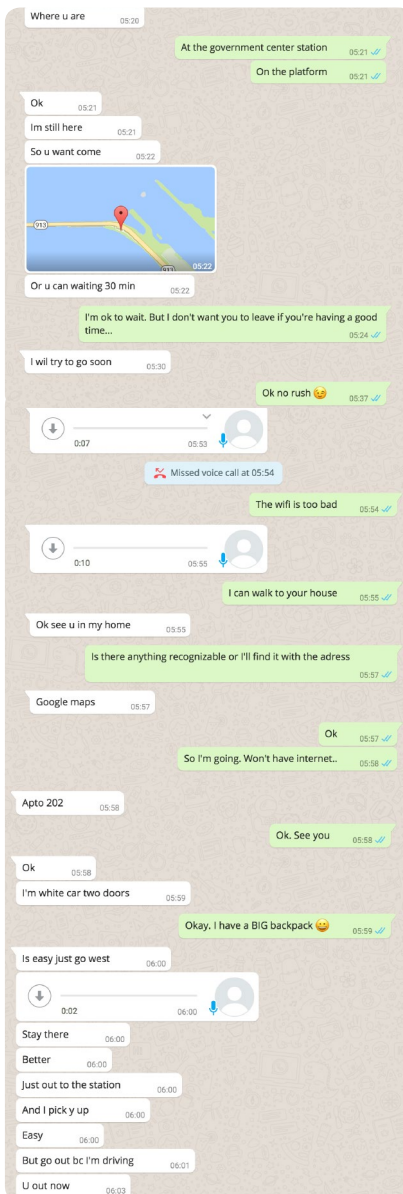 Where u are 05:20
At the government center station 05:21
On the platform 05:21
Ok 05:21
Im still here 05:21
So u want come 05:22
913
913
05:22
Or u can waiting 30 min 05:22
I'm ok to wait. But I don't want you to leave if you're having a good
time... 05:24
I wil try to go soon 05:30
Ok no rush 😉 05:37
0:07 05:53
Missed voice call at 05:54
The wifi is too bad 05:54
0:10 05:55
I can walk to your house 05:55
Ok see u in my home 05:55
Is there anything recognizable or I'll find it with the adress
05:57
Google maps 05:57
Ok 05:57
So I'm going. Won't have internet.. 05:58
Apto 202 05:58
Ok. See you 05:58
Ok 05:58
I'm white car two doors 05:59
Okay. I have a BIG backpack 😀 05:59
Is easy just go west 06:00
0:02 06:00
Stay there 06:00
Better 06:00
Just out to the station 06:00
And I pick y up 06:00
Easy 06:00
But go out bc I'm driving 06:01
U out now 06:03